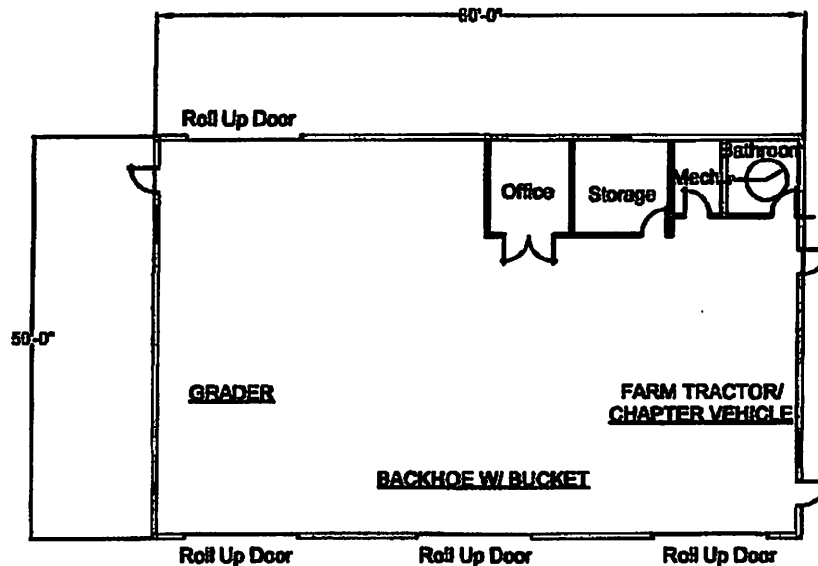 80'-0"
Roll Up Door
Bathroom
Mech.
Office
Storage
50'-0"
GRADER
FARM TRACTOR/
CHAPTER VEHICLE
BACKHOE W/ BUCKET
Roll Up Door
Roll Up Door
Roll Up Door